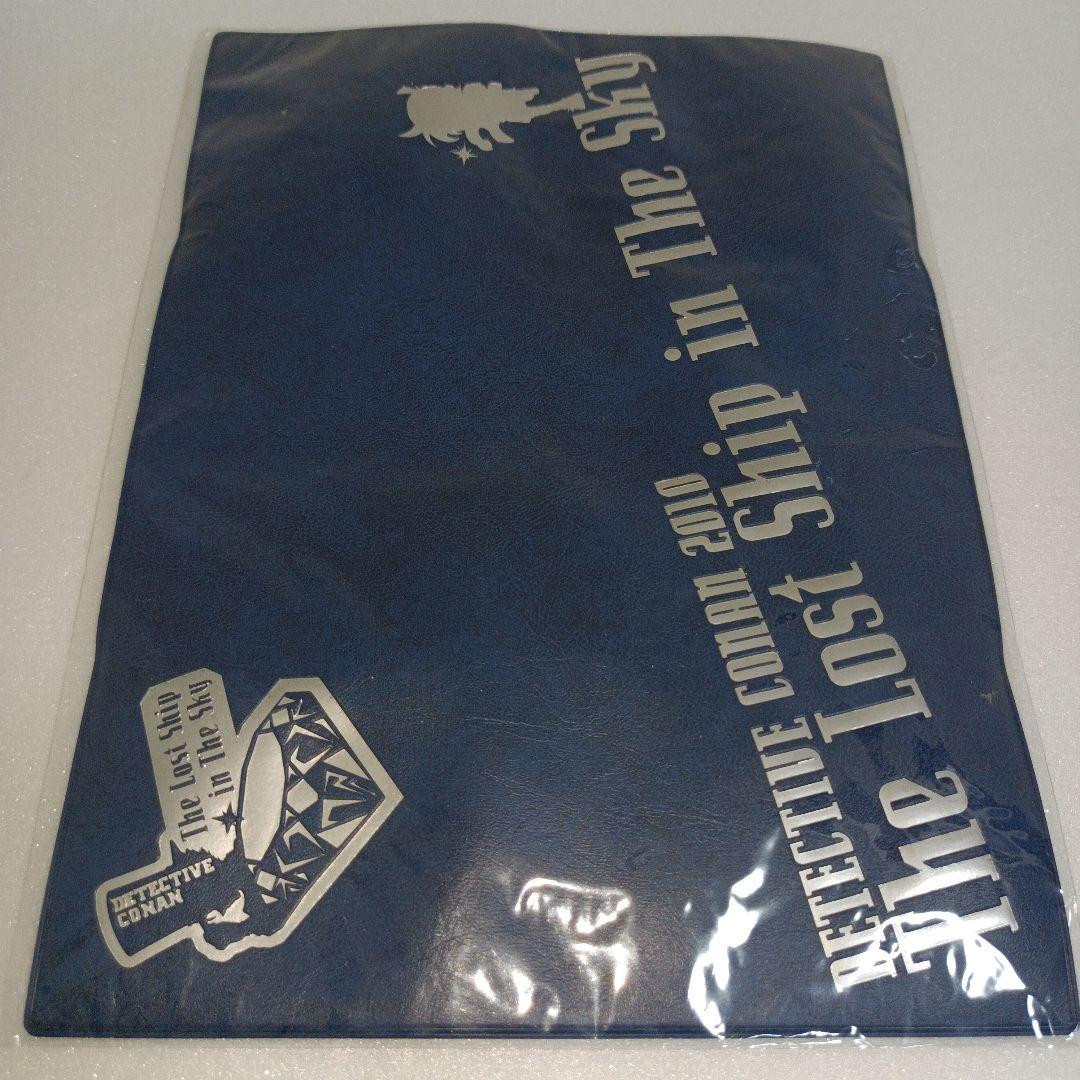 DETECTIVE CONAN 2010
The Lost Ship in The Sky
The Lost Ship
in The Sky
DETECTIVE
CONAN